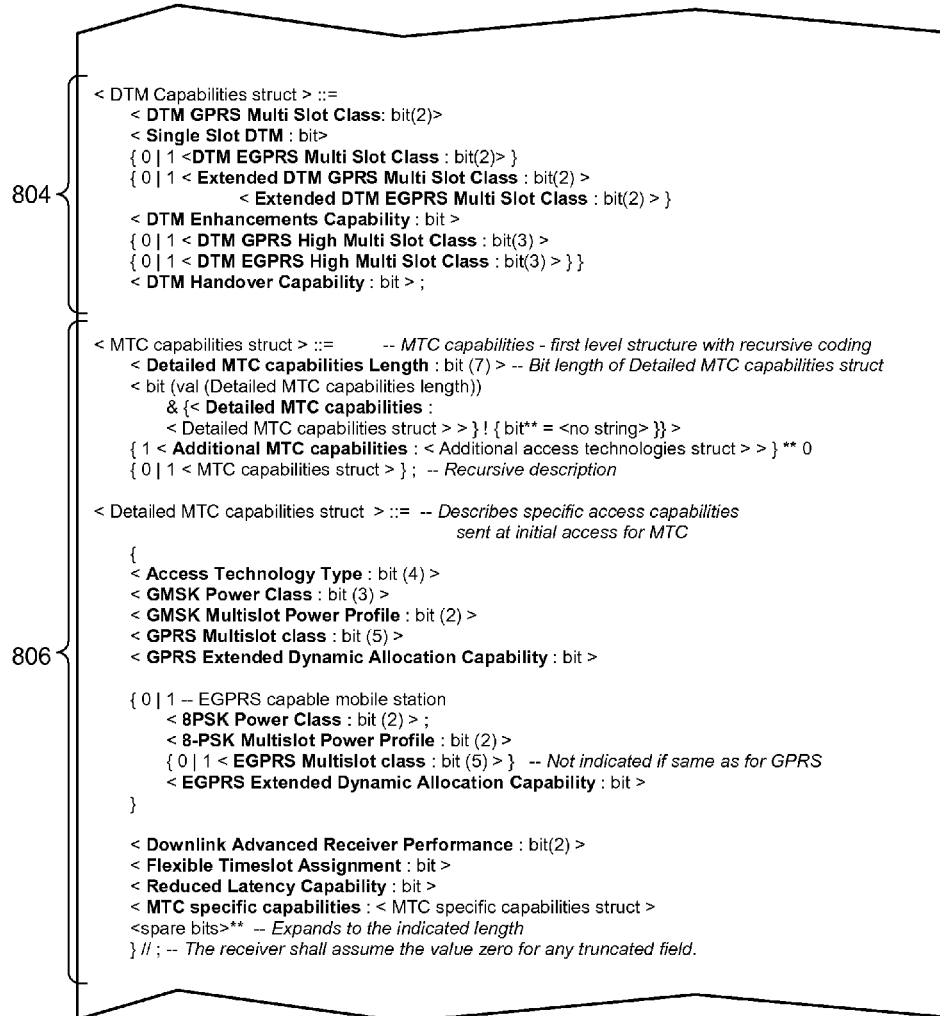 < DTM Capabilities struct > ::=
< DTM GPRS Multi Slot Class: bit(2)>
< Single Slot DTM : bit>
{ 0 | 1 <DTM EGPRS Multi Slot Class : bit(2)> }
{ 0 | 1 < Extended DTM GPRS Multi Slot Class : bit(2) >
< Extended DTM EGPRS Multi Slot Class : bit(2) > }
804
< DTM Enhancements Capability : bit >
{ 0 | 1 < DTM GPRS High Multi Slot Class : bit(3) >
{ 0 | 1 < DTM EGPRS High Multi Slot Class : bit(3) > } }
< DTM Handover Capability : bit > ;
< MTC capabilities struct > ::= -- MTC capabilities - first level structure with recursive coding
< Detailed MTC capabilities Length : bit (7) > -- Bit length of Detailed MTC capabilities struct
< bit (val (Detailed MTC capabilities length))
& {< Detailed MTC capabilities :
< Detailed MTC capabilities struct > > } ! { bit** = <no string> }} >
{ 1 < Additional MTC capabilities : < Additional access technologies struct > > } ** 0
{ 0 | 1 < MTC capabilities struct > } ; -- Recursive description
< Detailed MTC capabilities struct > ::= -- Describes specific access capabilities
sent at initial access for MTC
{
< Access Technology Type : bit (4) >
< GMSK Power Class : bit (3) >
< GMSK Multislot Power Profile : bit (2) >
< GPRS Multislot class : bit (5) >
806
< GPRS Extended Dynamic Allocation Capability : bit >
{ 0 | 1 -- EGPRS capable mobile station
< 8PSK Power Class : bit (2) > ;
< 8-PSK Multislot Power Profile : bit (2) >
{ 0 | 1 < EGPRS Multislot class : bit (5) > } -- Not indicated if same as for GPRS
< EGPRS Extended Dynamic Allocation Capability : bit >
}
< Downlink Advanced Receiver Performance : bit(2) >
< Flexible Timeslot Assignment : bit >
< Reduced Latency Capability : bit >
< MTC specific capabilities : < MTC specific capabilities struct >
<spare bits>** -- Expands to the indicated length
} // ; -- The receiver shall assume the value zero for any truncated field.